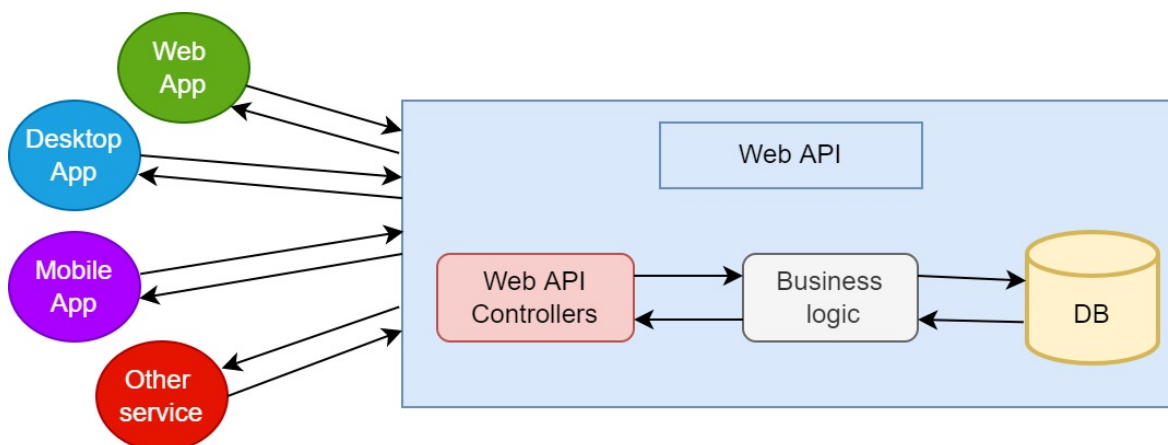 Web
App
Desktop
App
Mobile
App
Other
service
Web API
Web API
Controllers
Business
logic
DB